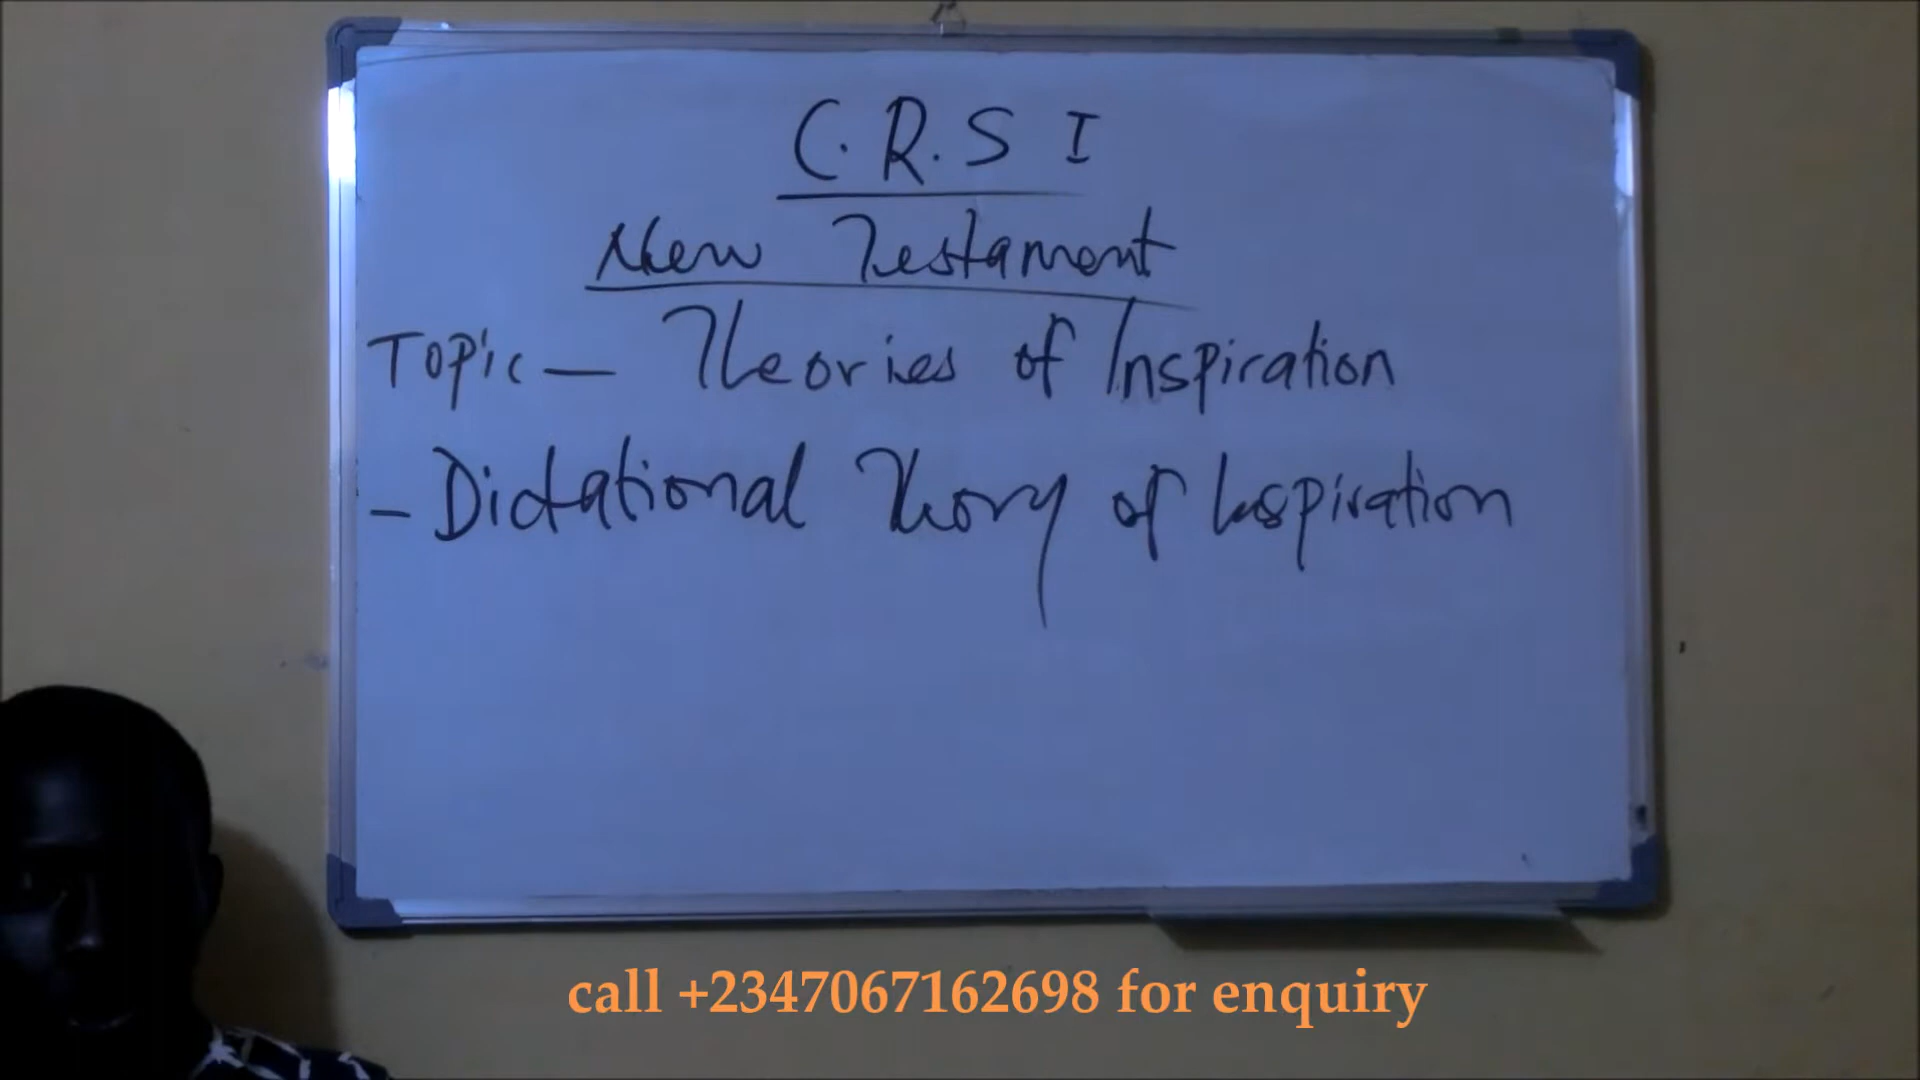 C.R.S I
New Testament
Topic — Theories of Inspiration
- Dictational Theory of Inspiration
call +2347067162698 for enquiry